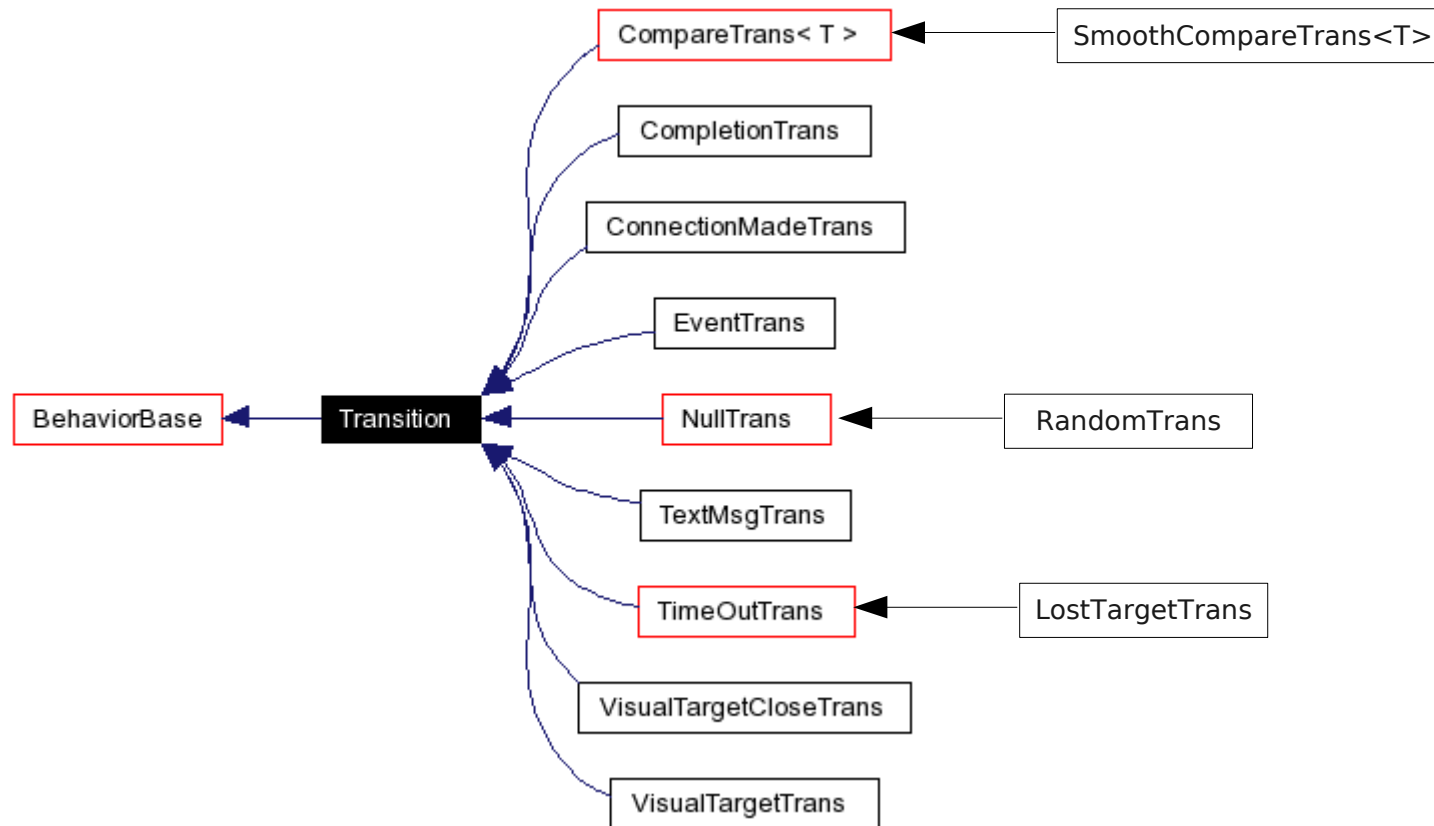 CompareTrans< T >
SmoothCompareTrans<T>
CompletionTrans
ConnectionMadeTrans
EventTrans
BehaviorBase
Transition
NullTrans
RandomTrans
TextMsgTrans
TimeOutTrans
LostTargetTrans
VisualTargetCloseTrans
VisualTargetTrans